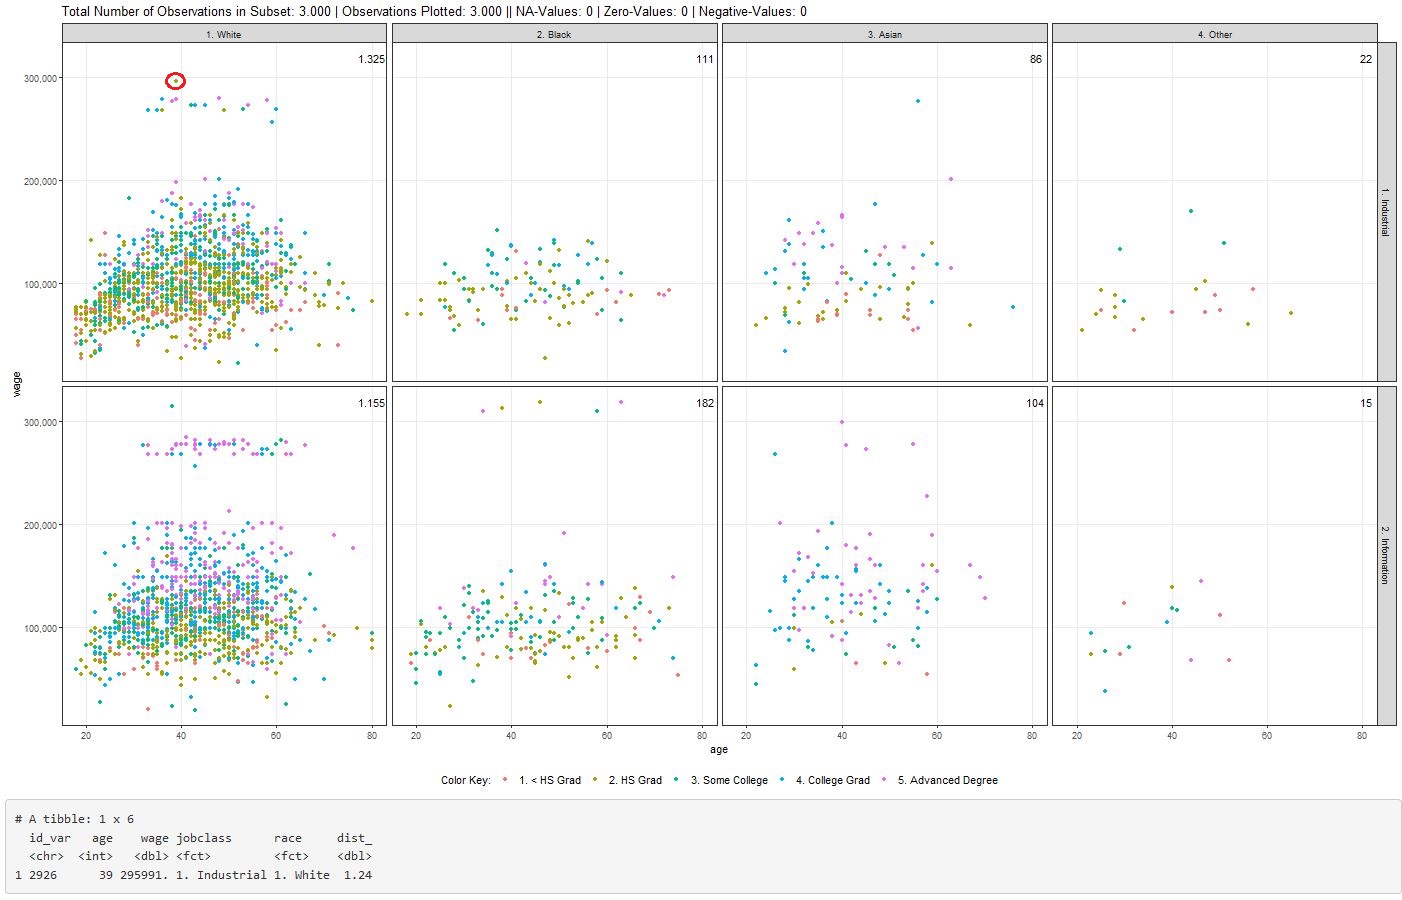 Total Number of Observations in Subset: 3.000 | Observations Plotted: 3.000 || NA-Values: 0 | Zero-Values: 0 | Negative-Values: 0
1. White
2. Black
3. Asian
4. Other
1.325
111
86
22
300,000
200,000
100,000
1. Industrial
wage
1.155
182
104
15
300,000
200,000
100,000
2. Information
20 40 60 80
20 40 60 80
20 40 60 80
20 40 60 80
age
Color Key: 1. < HS Grad 2. HS Grad 3. Some College 4. College Grad 5. Advanced Degree
# A tibble: 1 x 6
id_var age wage jobclass race dist_
<chr> <int> <dbl> <fct> <fct> <dbl>
1 2926 39 295991. 1. Industrial 1. White 1.24